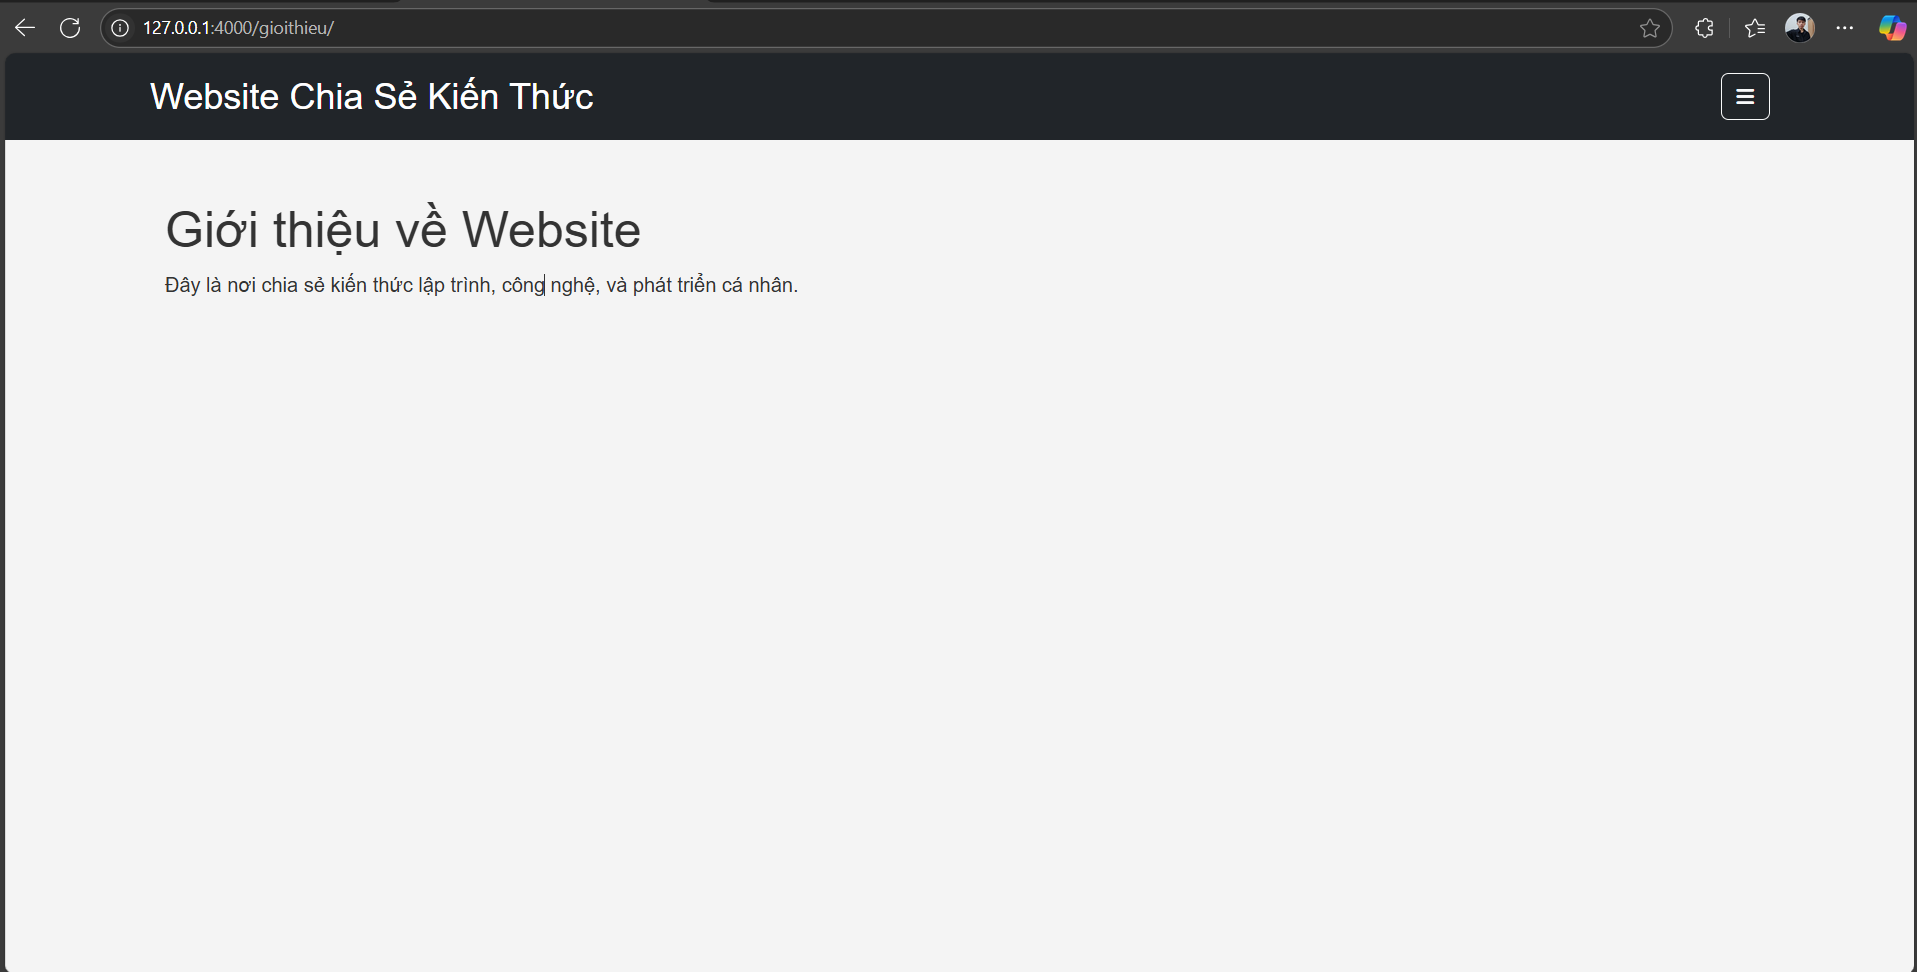 127.0.0.1:4000/gioithieu/
Website Chia Sẻ Kiến Thức
Giới thiệu về Website
Đây là nơi chia sẻ kiến thức lập trình, công nghệ, và phát triển cá nhân.